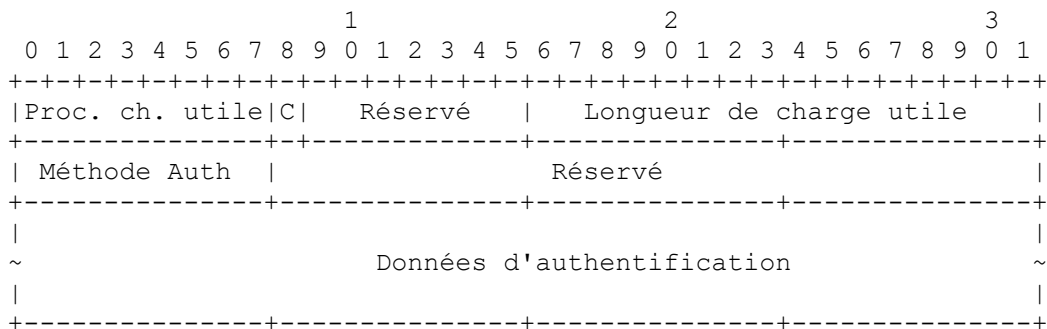 1 2 3
0 1 2 3 4 5 6 7 8 9 0 1 2 3 4 5 6 7 8 9 0 1 2 3 4 5 6 7 8 9 0 1
+-+-+-+-+-+-+-+-+-+-+-+-+-+-+-+-+-+-+-+-+-+-+-+-+-+-+-+-+-+-+-+-+
|Proc. ch. utile|C| Réservé | Longueur de charge utile |
+---------------+-+-------------+---------------+---------------+
| Méthode Auth | Réservé |
+---------------+---------------+---------------+---------------+
| |
~ Données d'authentification ~
| |
+---------------+---------------+---------------+---------------+